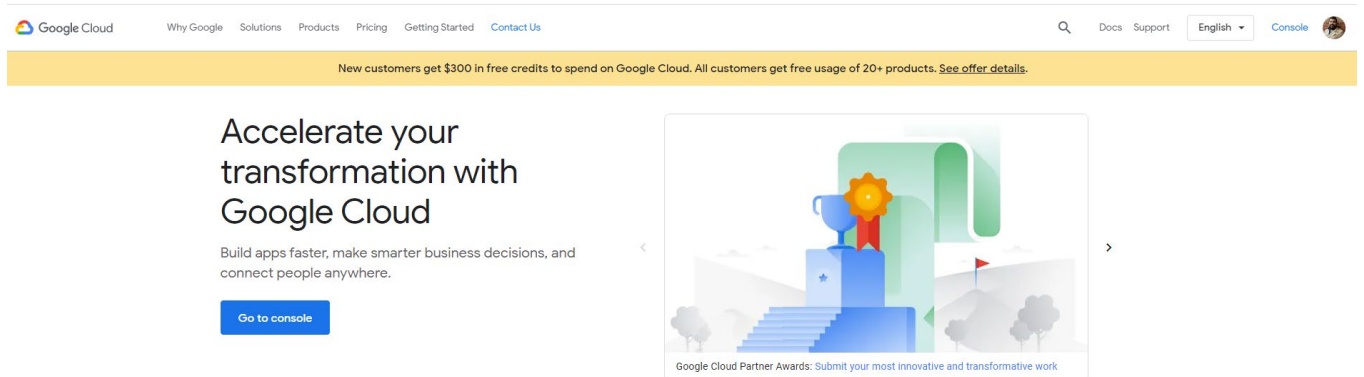 Google Cloud Why Google Solutions Products Pricing Getting Started Contact Us Docs Support English Console
New customers get $300 in free credits to spend on Google Cloud. All customers get free usage of 20+ products. See offer details.
Accelerate your
transformation with
Google Cloud
Build apps faster, make smarter business decisions, and
connect people anywhere.
Go to console
Google Cloud Partner Awards: Submit your most innovative and transformative work